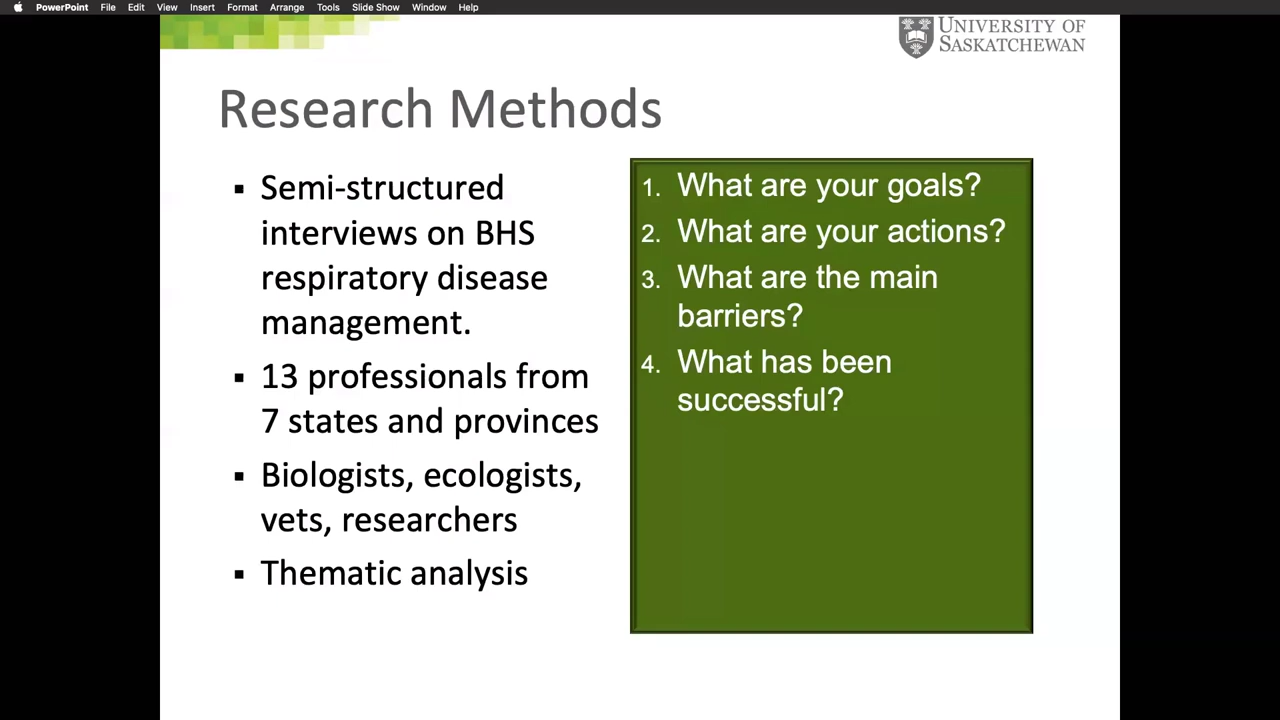 PowerPoint File Edit View Insert Format Arrange Tools Slide Show Window Help
UNIVERSITY OF
SASKATCHEWAN
Research Methods
▪ Semi-structured
interviews on BHS
respiratory disease
management.
▪ 13 professionals from
7 states and provinces
▪ Biologists, ecologists,
vets, researchers
▪ Thematic analysis
1. What are your goals?
2. What are your actions?
3. What are the main
barriers?
4. What has been
successful?